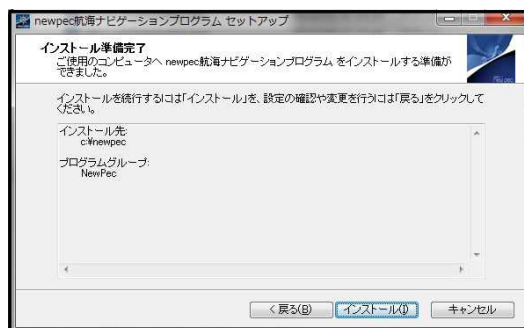 newpec航海ナビゲーションプログラム セットアップ
インストール準備完了
ご使用のコンピュータへ newpec航海ナビゲーションプログラム をインストールする準備が
できました。
インストールを続行するには「インストール」を、設定の確認や変更を行うには「戻る」をクリックして
ください。
インストール先:
c:¥newpec
プログラムグループ:
NewPec
< 戻る(B)
インストール(I)
キャンセル